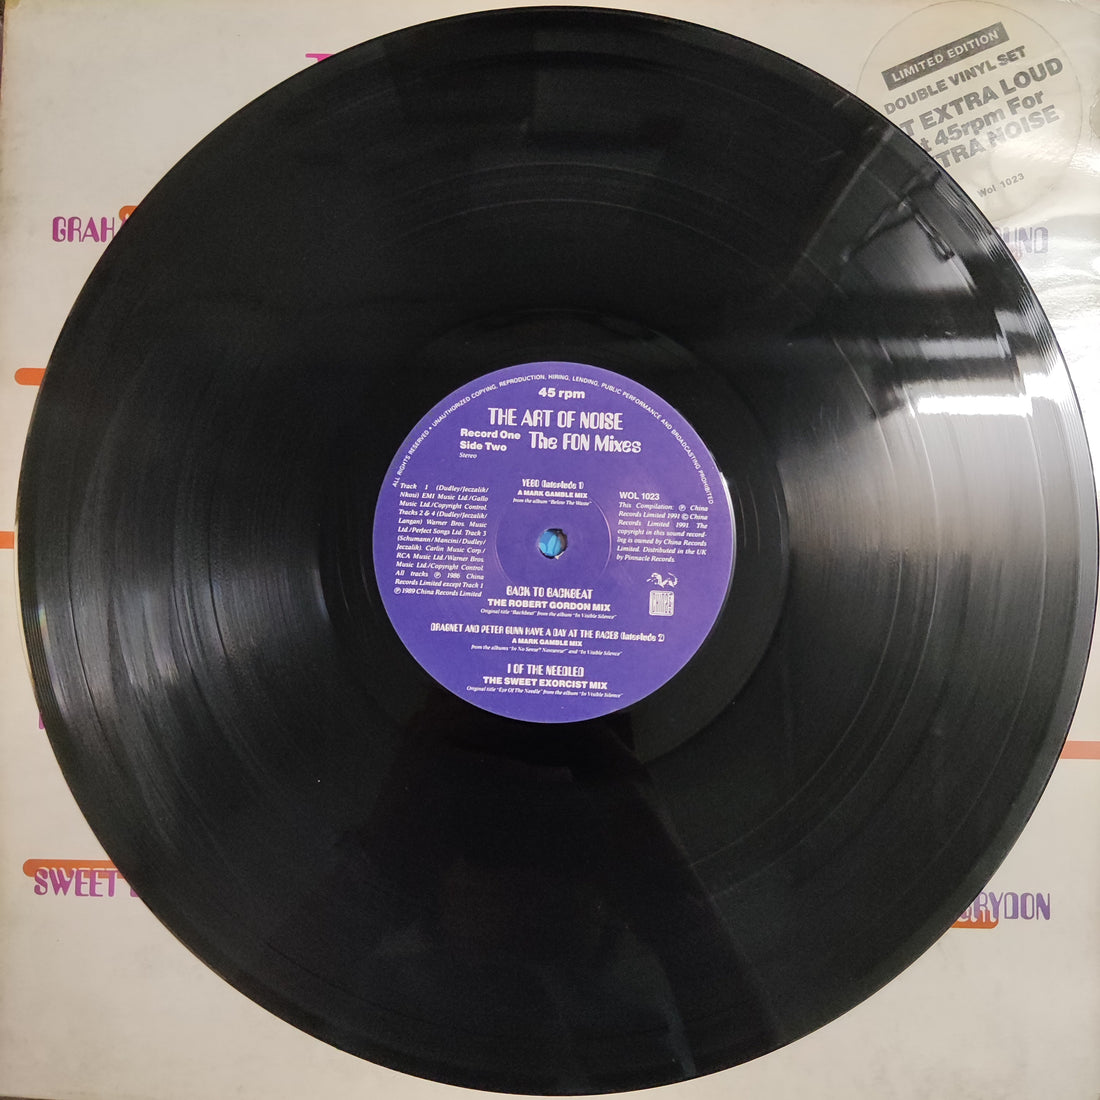 LIMITED EDITION
DOUBLE VINYL SET
T EXTRA LOUD
t 45rpm For
TRA NOISE
Wol 1023
GRAH
UND
SWEET
RYDON
ALL RIGHTS RESERVED • UNAUTHORIZED COPYING, REPRODUCTION, HIRING, LENDING, PUBLIC PERFORMANCE AND BROADCASTING PROHIBITED
45 rpm
THE ART OF NOISE
The FON Mixes
Record One
Side Two
Stereo
YEBO (Interlude 1)
A MARK GAMBLE MIX
from the album "Below The Waste"
Track 1 (Dudley/Jeczalik/
Nkosi) EMI Music Ltd./Gallo
Music Ltd./Copyright Control.
Tracks 2 & 4 (Dudley/Jeczalik/
Langan) Warner Bros. Music
Ltd./Perfect Songs Ltd. Track 3
(Schumann/Mancini/Dudley/
Jeczalik). Carlin Music Corp./
RCA Music Ltd./Warner Bros.
Music Ltd./Copyright Control.
All tracks ℗ 1986 China
Records Limited except Track 1
℗ 1989 China Records Limited
WOL 1023
This Compilation: ℗ China
Records Limited 1991 © China
Records Limited 1991. The
copyright in this sound record-
ing is owned by China Records
Limited. Distributed in the UK
by Pinnacle Records.
CHINA
BACK TO BACKBEAT
THE ROBERT GORDON MIX
Original title "Backbeat" from the album "In Visible Silence"
DRAGNET AND PETER GUNN HAVE A DAY AT THE RACES (Interlude 2)
A MARK GAMBLE MIX
from the albums "In No Sense? Nonsense!" and "In Visible Silence"
I OF THE NEEDLED
THE SWEET EXORCIST MIX
Original title "Eye Of The Needle" from the album "In Visible Silence"